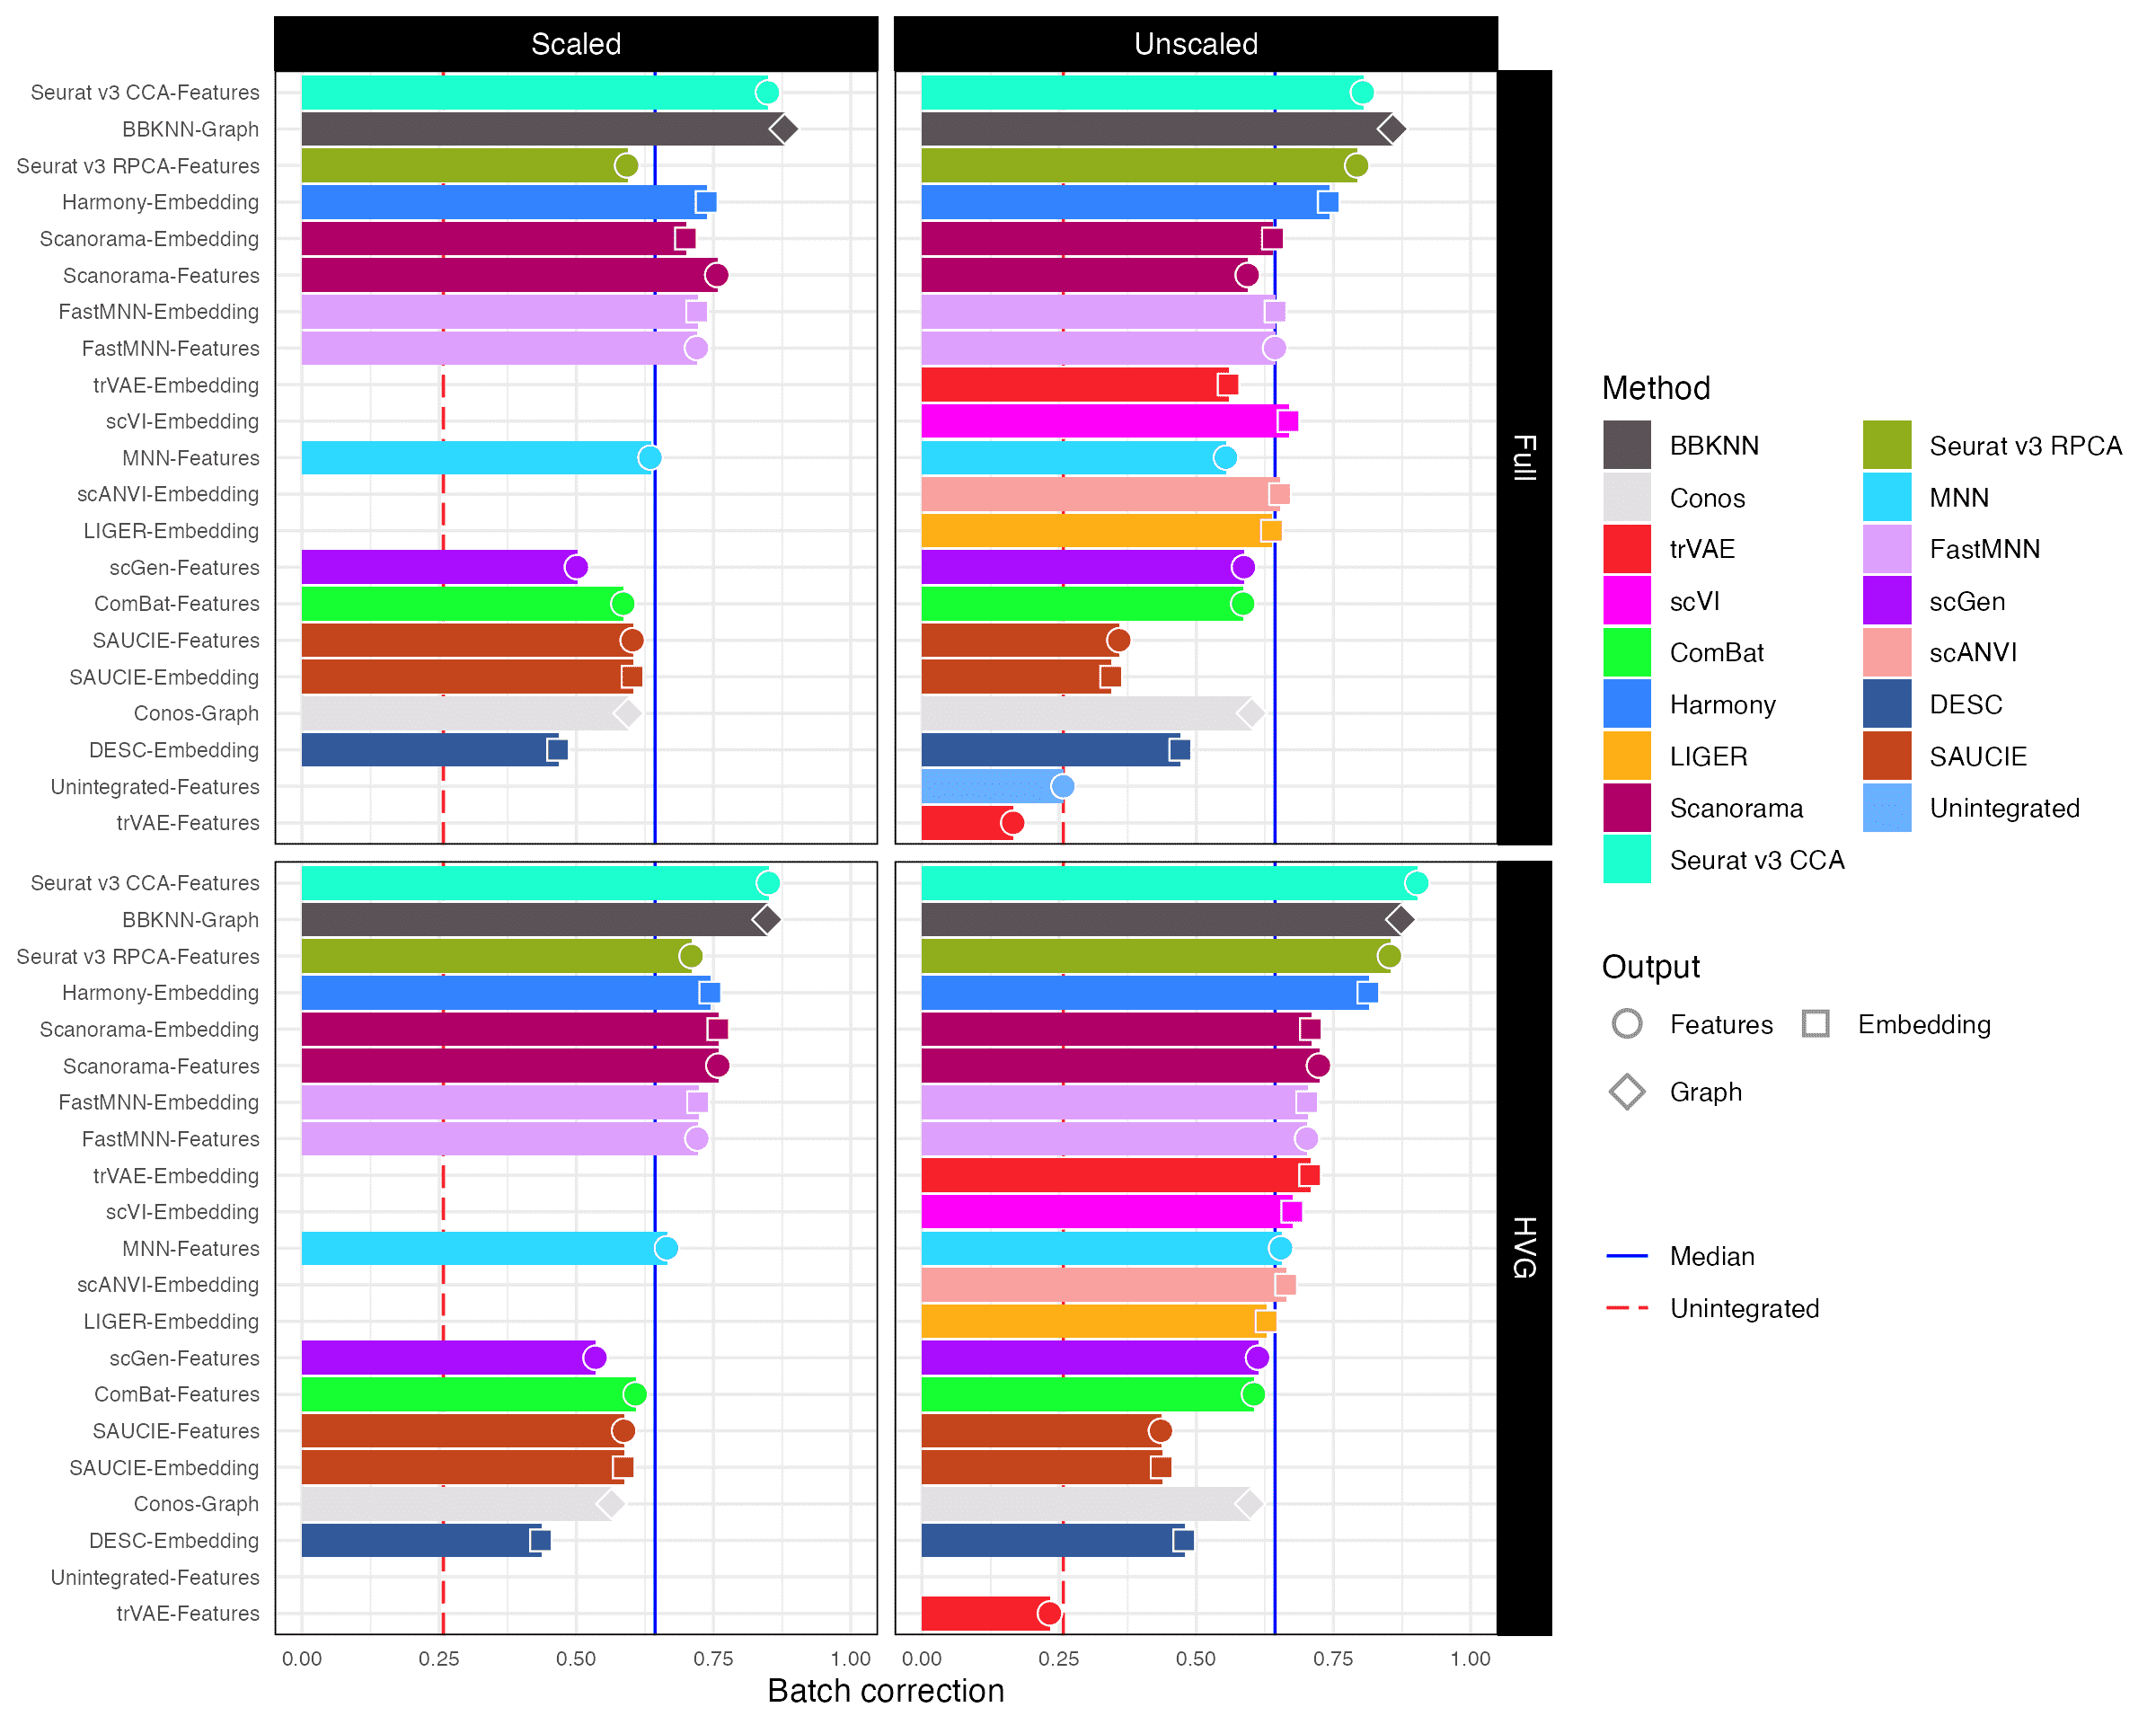 Scaled
Unscaled
Seurat v3 CCA-Features
BBKNN-Graph
Seurat v3 RPCA-Features
Harmony-Embedding
Scanorama-Embedding
Scanorama-Features
FastMNN-Embedding
FastMNN-Features
trVAE-Embedding
scVI-Embedding
MNN-Features
scANVI-Embedding
LIGER-Embedding
scGen-Features
ComBat-Features
SAUCIE-Features
SAUCIE-Embedding
Conos-Graph
DESC-Embedding
Unintegrated-Features
trVAE-Features
Full
Seurat v3 CCA-Features
BBKNN-Graph
Seurat v3 RPCA-Features
Harmony-Embedding
Scanorama-Embedding
Scanorama-Features
FastMNN-Embedding
FastMNN-Features
trVAE-Embedding
scVI-Embedding
MNN-Features
scANVI-Embedding
LIGER-Embedding
scGen-Features
ComBat-Features
SAUCIE-Features
SAUCIE-Embedding
Conos-Graph
DESC-Embedding
Unintegrated-Features
trVAE-Features
HVG
0.00 0.25 0.50 0.75 1.00 0.00 0.25 0.50 0.75 1.00
Batch correction
Method
BBKNN
Conos
trVAE
scVI
ComBat
Harmony
LIGER
Scanorama
Seurat v3 CCA
Seurat v3 RPCA
MNN
FastMNN
scGen
scANVI
DESC
SAUCIE
Unintegrated
Output
Features
Embedding
Graph
Median
Unintegrated